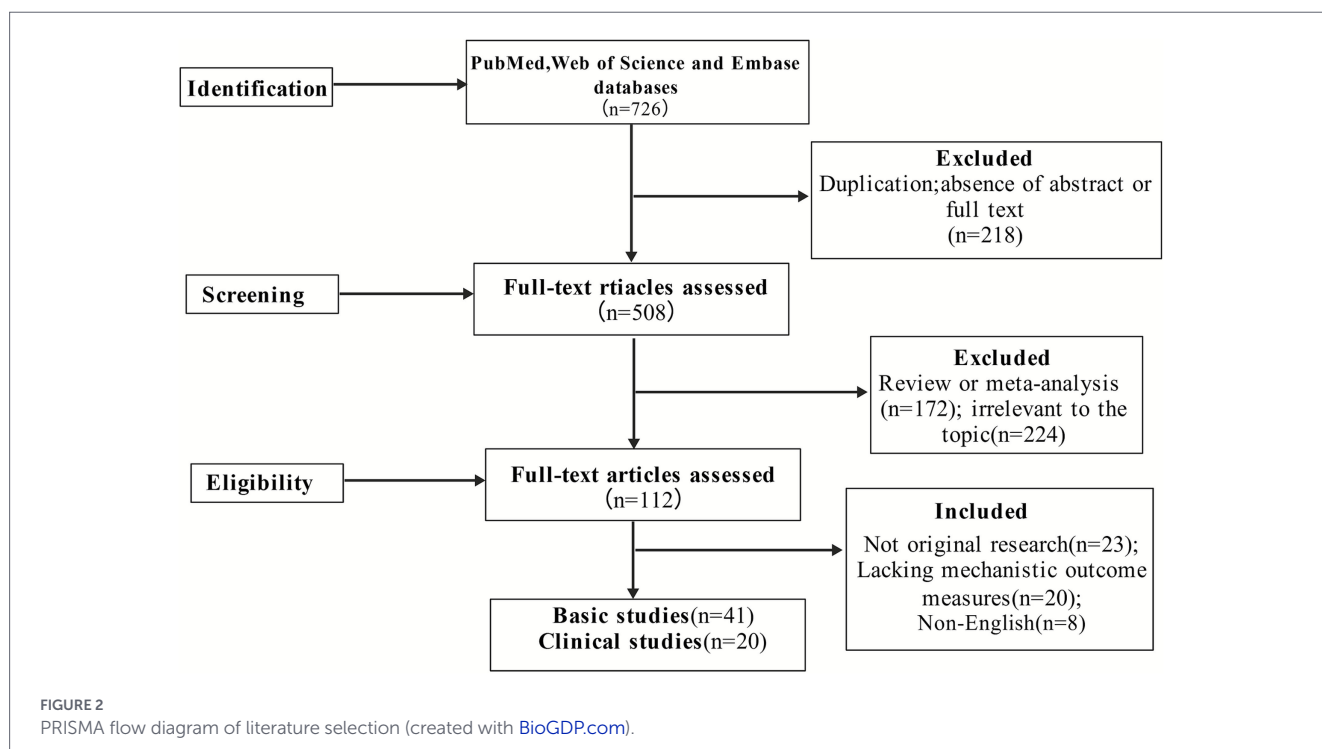 Identification
PubMed,Web of Science and Embase
databases
(n=726)
Excluded
Duplication;absence of abstract or
full text
(n=218)
Screening
Full-text rtiacles assessed
(n=508)
Excluded
Review or meta-analysis
(n=172); irrelevant to the
topic(n=224)
Eligibility
Full-text articles assessed
(n=112)
Included
Not original research(n=23);
Lacking mechanistic outcome
measures(n=20);
Non-English(n=8)
Basic studies(n=41)
Clinical studies(n=20)
FIGURE 2
PRISMA flow diagram of literature selection (created with BioGDP.com).